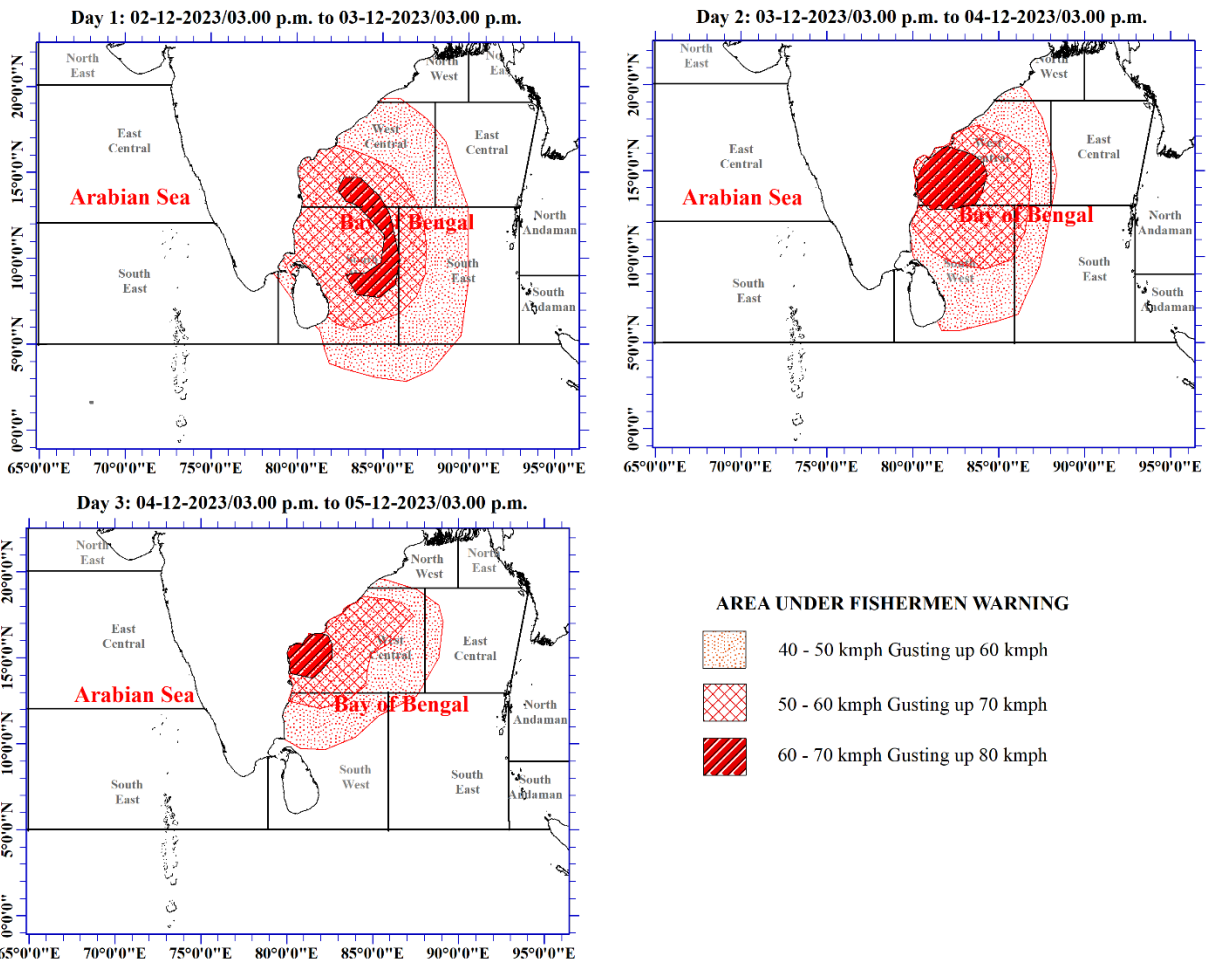 Day 1: 02-12-2023/03.00 p.m. to 03-12-2023/03.00 p.m.
North
East
North
West
East
Central
West
Central
East
Central
Arabian Sea
Bay of Bengal
North
Andaman
South
East
South
East
South
Andaman
20°0'0"N
15°0'0"N
10°0'0"N
5°0'0"N
0°0'0"
65°0'0"E 70°0'0"E 75°0'0"E 80°0'0"E 85°0'0"E 90°0'0"E 95°0'0"E
Day 2: 03-12-2023/03.00 p.m. to 04-12-2023/03.00 p.m.
North
East
North
West
East
Central
West
Central
East
Central
Arabian Sea
Bay of Bengal
North
Andaman
South
East
South
West
South
East
South
Andaman
20°0'0"N
15°0'0"N
10°0'0"N
5°0'0"N
0°0'0"
65°0'0"E 70°0'0"E 75°0'0"E 80°0'0"E 85°0'0"E 90°0'0"E 95°0'0"E
Day 3: 04-12-2023/03.00 p.m. to 05-12-2023/03.00 p.m.
North
East
North
West
North
East
East
Central
West
Central
East
Central
Arabian Sea
Bay of Bengal
North
Andaman
South
East
South
West
South
East
South
Andaman
20°0'0"N
15°0'0"N
10°0'0"N
5°0'0"N
0°0'0"
65°0'0"E 70°0'0"E 75°0'0"E 80°0'0"E 85°0'0"E 90°0'0"E 95°0'0"E
AREA UNDER FISHERMEN WARNING
40 - 50 kmph Gusting up 60 kmph
50 - 60 kmph Gusting up 70 kmph
60 - 70 kmph Gusting up 80 kmph